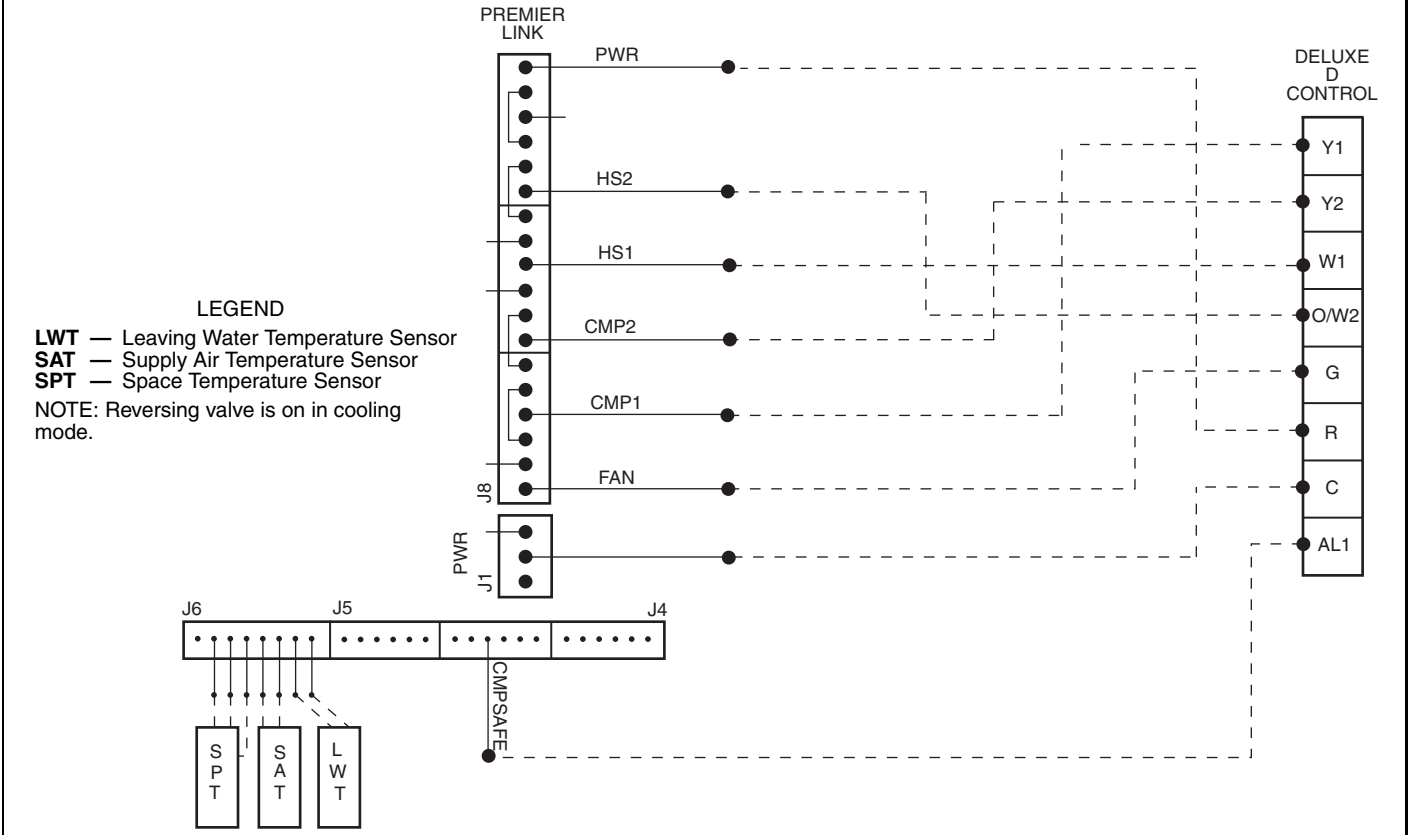 PREMIER
LINK
PWR
HS2
HS1
CMP2
CMP1
FAN
J8
PWR
J1
DELUXE
D
CONTROL
Y1
Y2
W1
O/W2
G
R
C
AL1
LEGEND
LWT — Leaving Water Temperature Sensor
SAT — Supply Air Temperature Sensor
SPT — Space Temperature Sensor
NOTE: Reversing valve is on in cooling
mode.
J6
J5
J4
CMPSAFE
SPT
SAT
LWT